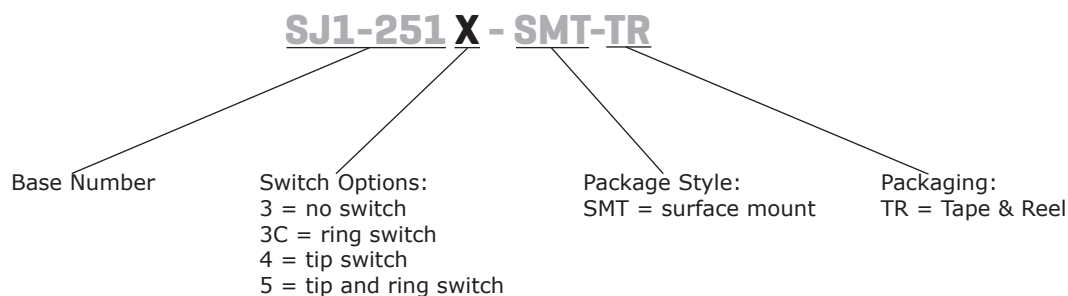 SJ1-251 X - SMT-TR
Base Number
Switch Options:
3 = no switch
3C = ring switch
4 = tip switch
5 = tip and ring switch
Package Style:
SMT = surface mount
Packaging:
TR = Tape & Reel